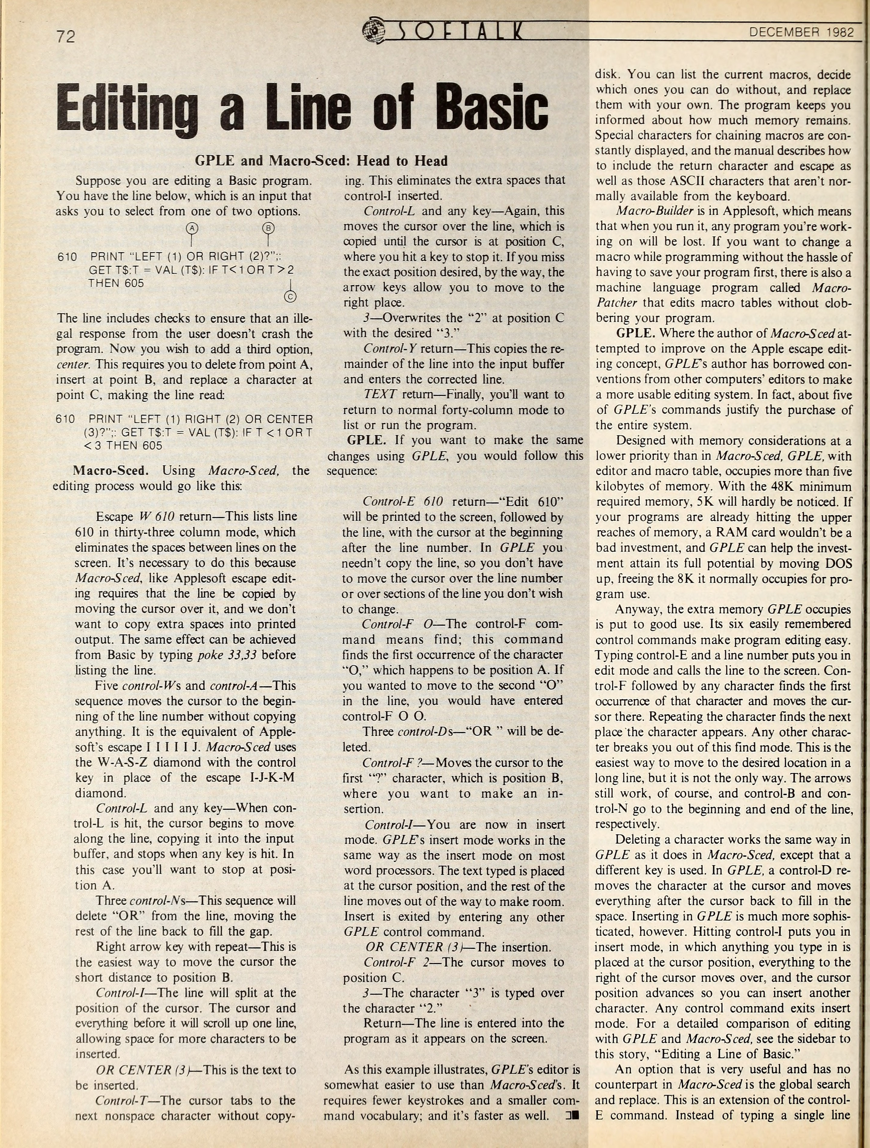 72
SOFTALK
DECEMBER 1982
Editing a Line of Basic
GPLE and Macro-Sced: Head to Head
Suppose you are editing a Basic program.
You have the line below, which is an input that
asks you to select from one of two options.
A B
610 PRINT "LEFT (1) OR RIGHT (2)?";:
GET T$:T = VAL (T$): IF T<1 OR T>2
THEN 605
C
The line includes checks to ensure that an ille-
gal response from the user doesn't crash the
program. Now you wish to add a third option,
center. This requires you to delete from point A,
insert at point B, and replace a character at
point C, making the line read:
610 PRINT "LEFT (1) RIGHT (2) OR CENTER
(3)?";: GET T$:T = VAL (T$): IF T <1 OR T
<3 THEN 605
Macro-Sced. Using Macro-Sced, the
editing process would go like this:
Escape W 610 return—This lists line
610 in thirty-three column mode, which
eliminates the spaces between lines on the
screen. It's necessary to do this because
Macro-Sced, like Applesoft escape edit-
ing requires that the line be copied by
moving the cursor over it, and we don't
want to copy extra spaces into printed
output. The same effect can be achieved
from Basic by typing poke 33,33 before
listing the line.
Five control-Ws and control-A—This
sequence moves the cursor to the begin-
ning of the line number without copying
anything. It is the equivalent of Apple-
soft's escape I I I I I J. Macro-Sced uses
the W-A-S-Z diamond with the control
key in place of the escape I-J-K-M
diamond.
Control-L and any key—When con-
trol-L is hit, the cursor begins to move
along the line, copying it into the input
buffer, and stops when any key is hit. In
this case you'll want to stop at posi-
tion A.
Three control-Ns—This sequence will
delete "OR" from the line, moving the
rest of the line back to fill the gap.
Right arrow key with repeat—This is
the easiest way to move the cursor the
short distance to position B.
Control-I—The line will split at the
position of the cursor. The cursor and
everything before it will scroll up one line,
allowing space for more characters to be
inserted.
OR CENTER (3)—This is the text to
be inserted.
Control-T—The cursor tabs to the
next nonspace character without copy-
ing. This eliminates the extra spaces that
control-I inserted.
Control-L and any key—Again, this
moves the cursor over the line, which is
copied until the cursor is at position C,
where you hit a key to stop it. If you miss
the exact position desired, by the way, the
arrow keys allow you to move to the
right place.
3—Overwrites the "2" at position C
with the desired "3."
Control-Y return—This copies the re-
mainder of the line into the input buffer
and enters the corrected line.
TEXT return—Finally, you'll want to
return to normal forty-column mode to
list or run the program.
GPLE. If you want to make the same
changes using GPLE, you would follow this
sequence:
Control-E 610 return—"Edit 610"
will be printed to the screen, followed by
the line, with the cursor at the beginning
after the line number. In GPLE you
needn't copy the line, so you don't have
to move the cursor over the line number
or over sections of the line you don't wish
to change.
Control-F O—The control-F com-
mand means find; this command
finds the first occurrence of the character
"O," which happens to be position A. If
you wanted to move to the second "O"
in the line, you would have entered
control-F O O.
Three control-Ds—"OR " will be de-
leted.
Control-F ?—Moves the cursor to the
first "?" character, which is position B,
where you want to make an in-
sertion.
Control-I—You are now in insert
mode. GPLE's insert mode works in the
same way as the insert mode on most
word processors. The text typed is placed
at the cursor position, and the rest of the
line moves out of the way to make room.
Insert is exited by entering any other
GPLE control command.
OR CENTER (3)—The insertion.
Control-F 2—The cursor moves to
position C.
3—The character "3" is typed over
the character "2."
Return—The line is entered into the
program as it appears on the screen.
As this example illustrates, GPLE's editor is
somewhat easier to use than Macro-Sced's. It
requires fewer keystrokes and a smaller com-
mand vocabulary; and it's faster as well.
disk. You can list the current macros, decide
which ones you can do without, and replace
them with your own. The program keeps you
informed about how much memory remains.
Special characters for chaining macros are con-
stantly displayed, and the manual describes how
to include the return character and escape as
well as those ASCII characters that aren't nor-
mally available from the keyboard.
Macro-Builder is in Applesoft, which means
that when you run it, any program you're work-
ing on will be lost. If you want to change a
macro while programming without the hassle of
having to save your program first, there is also a
machine language program called Macro-
Patcher that edits macro tables without clob-
bering your program.
GPLE. Where the author of Macro-Sced at-
tempted to improve on the Apple escape edit-
ing concept, GPLE's author has borrowed con-
ventions from other computers' editors to make
a more usable editing system. In fact, about five
of GPLE's commands justify the purchase of
the entire system.
Designed with memory considerations at a
lower priority than in Macro-Sced, GPLE, with
editor and macro table, occupies more than five
kilobytes of memory. With the 48K minimum
required memory, 5K will hardly be noticed. If
your programs are already hitting the upper
reaches of memory, a RAM card wouldn't be a
bad investment, and GPLE can help the invest-
ment attain its full potential by moving DOS
up, freeing the 8K it normally occupies for pro-
gram use.
Anyway, the extra memory GPLE occupies
is put to good use. Its six easily remembered
control commands make program editing easy.
Typing control-E and a line number puts you in
edit mode and calls the line to the screen. Con-
trol-F followed by any character finds the first
occurrence of that character and moves the cur-
sor there. Repeating the character finds the next
place the character appears. Any other charac-
ter breaks you out of this find mode. This is the
easiest way to move to the desired location in a
long line, but it is not the only way. The arrows
still work, of course, and control-B and con-
trol-N go to the beginning and end of the line,
respectively.
Deleting a character works the same way in
GPLE as it does in Macro-Sced, except that a
different key is used. In GPLE, a control-D re-
moves the character at the cursor and moves
everything after the cursor back to fill in the
space. Inserting in GPLE is much more sophis-
ticated, however. Hitting control-I puts you in
insert mode, in which anything you type in is
placed at the cursor position, everything to the
right of the cursor moves over, and the cursor
position advances so you can insert another
character. Any control command exits insert
mode. For a detailed comparison of editing
with GPLE and Macro-Sced, see the sidebar to
this story, "Editing a Line of Basic."
An option that is very useful and has no
counterpart in Macro-Sced is the global search
and replace. This is an extension of the control-
E command. Instead of typing a single line